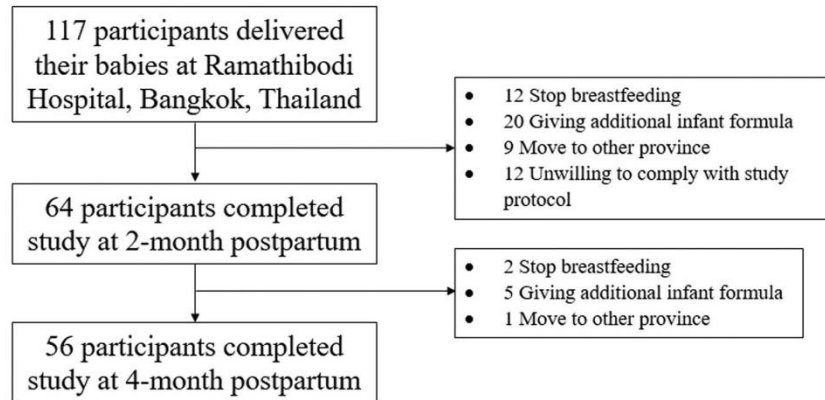 117 participants delivered
their babies at Ramathibodi
Hospital, Bangkok, Thailand
• 12 Stop breastfeeding
• 20 Giving additional infant formula
• 9 Move to other province
• 12 Unwilling to comply with study
protocol
64 participants completed
study at 2-month postpartum
• 2 Stop breastfeeding
• 5 Giving additional infant formula
• 1 Move to other province
56 participants completed
study at 4-month postpartum